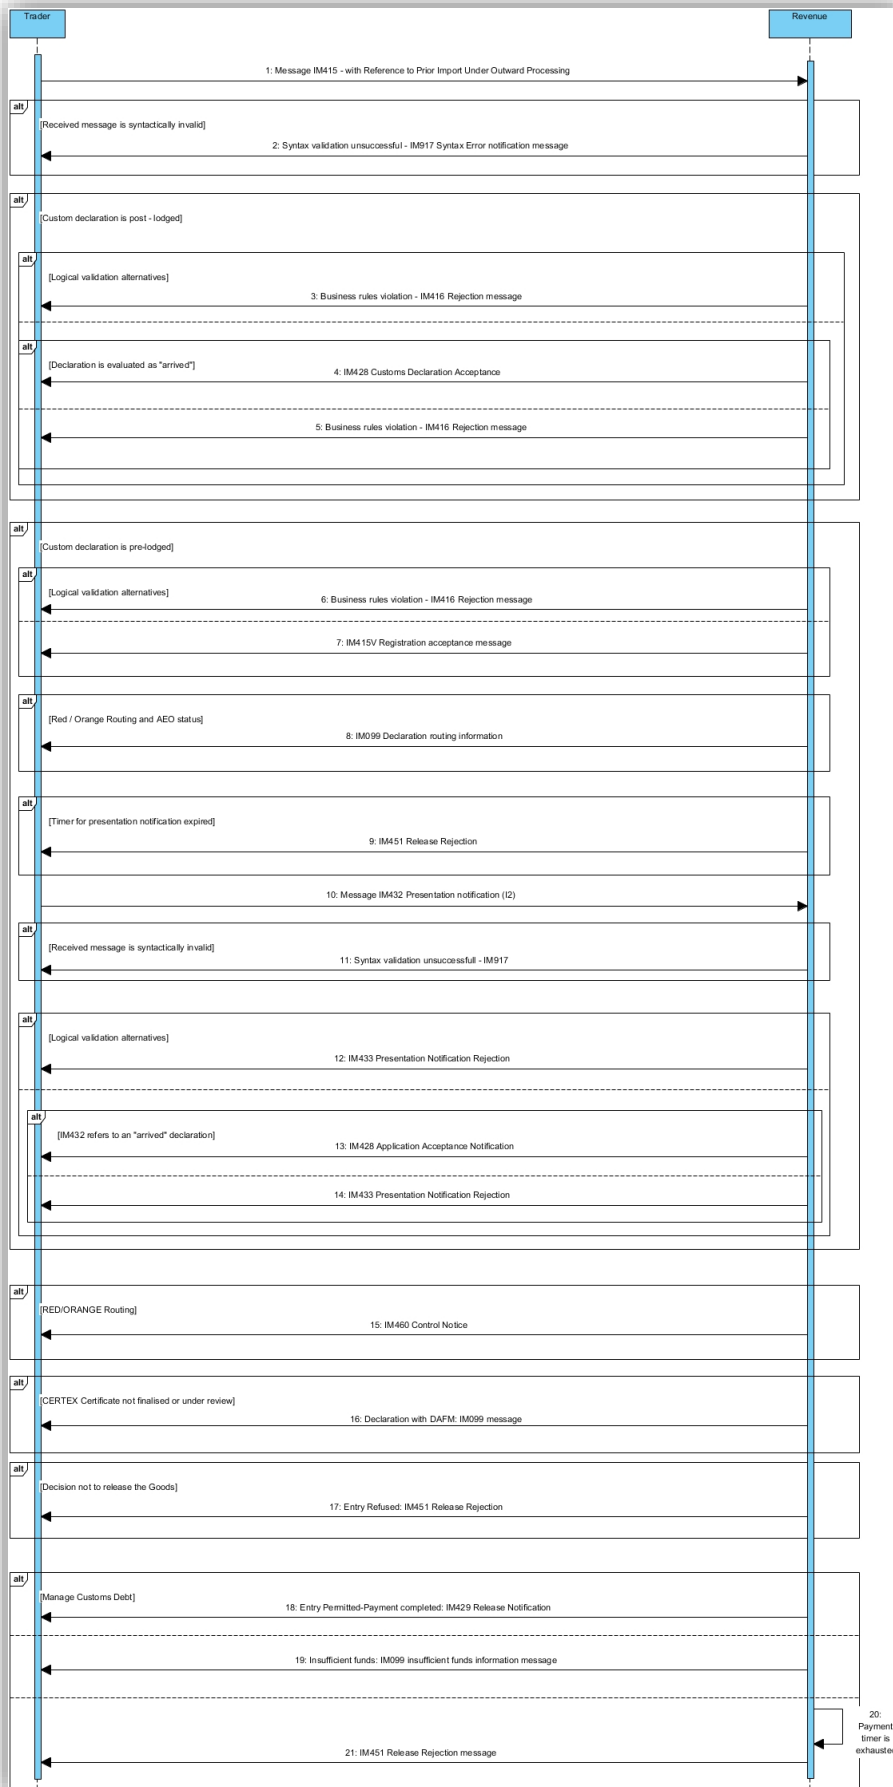 Trader
Revenue
1: Message IM415 - with Reference to Prior Import Under Outward Processing
alt
[Received message is syntactically invalid]
2: Syntax validation unsuccessful - IM917 Syntax Error notification message
alt
[Custom declaration is post - lodged]
alt
[Logical validation alternatives]
3: Business rules violation - IM416 Rejection message
alt
[Declaration is evaluated as "arrived"]
4: IM428 Customs Declaration Acceptance
5: Business rules violation - IM416 Rejection message
alt
[Custom declaration is pre-lodged]
alt
[Logical validation alternatives]
6: Business rules violation - IM416 Rejection message
7: IM415V Registration acceptance message
alt
[Red / Orange Routing and AEO status]
8: IM099 Declaration routing information
alt
[Timer for presentation notification expired]
9: IM451 Release Rejection
10: Message IM432 Presentation notification (I2)
alt
[Received message is syntactically invalid]
11: Syntax validation unsuccessfull - IM917
alt
[Logical validation alternatives]
12: IM433 Presentation Notification Rejection
alt
[IM432 refers to an "arrived" declaration]
13: IM428 Application Acceptance Notification
14: IM433 Presentation Notification Rejection
alt
[RED/ORANGE Routing]
15: IM460 Control Notice
alt
[CERTEX Certificate not finalised or under review]
16: Declaration with DAFM: IM099 message
alt
[Decision not to release the Goods]
17: Entry Refused: IM451 Release Rejection
alt
[Manage Customs Debt]
18: Entry Permitted-Payment completed: IM429 Release Notification
19: Insufficient funds: IM099 insufficient funds information message
20:
Payment
timer is
exhauste
21: IM451 Release Rejection message